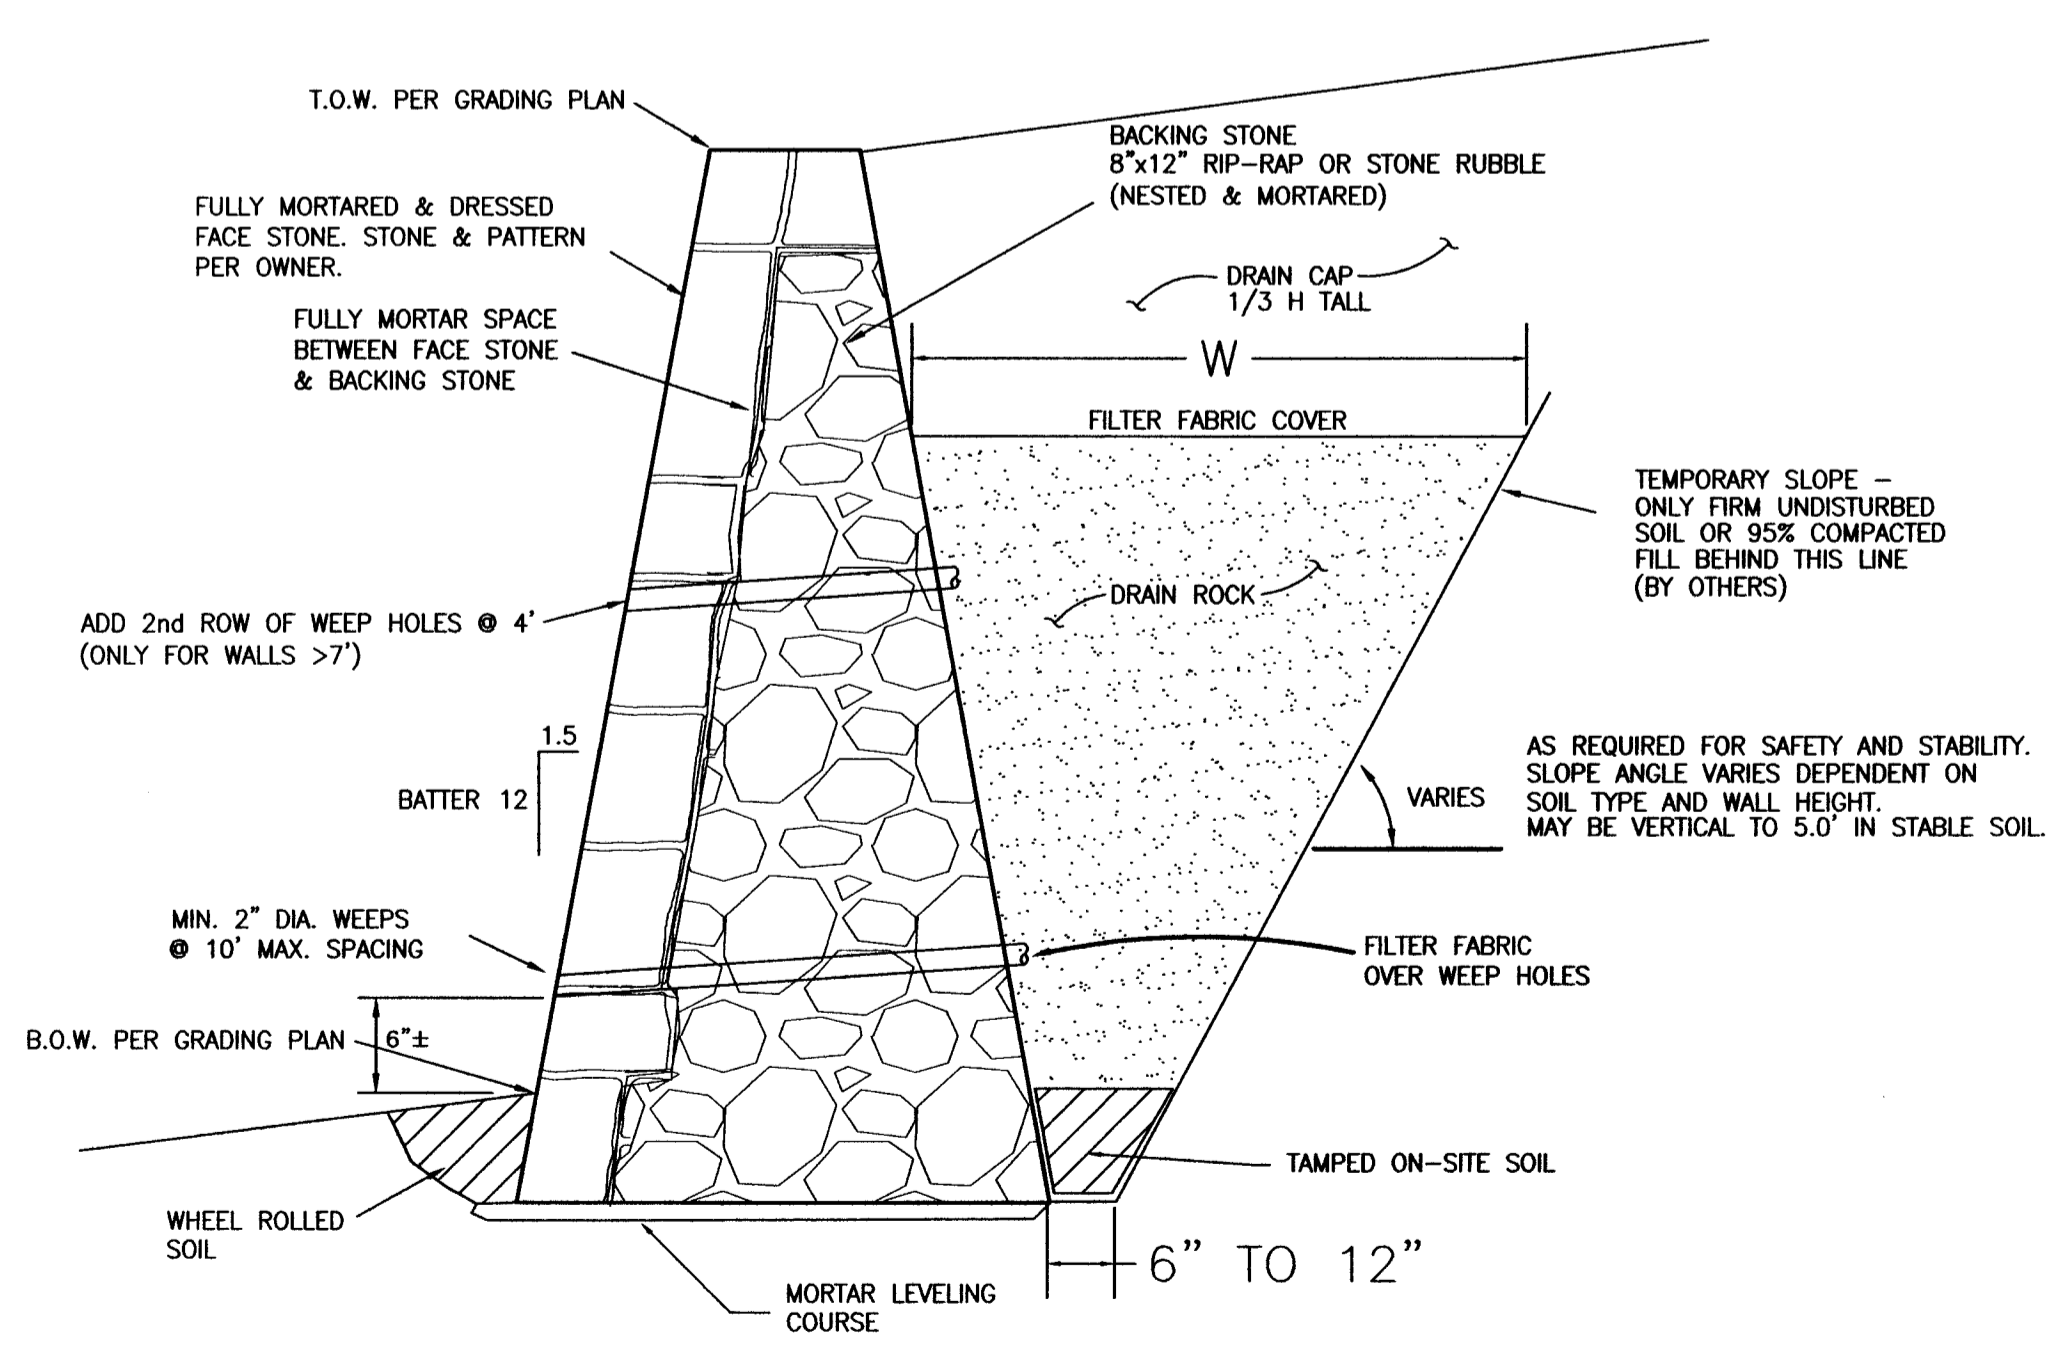 T.O.W. PER GRADING PLAN
BACKING STONE
8"x12" RIP-RAP OR STONE RUBBLE
(NESTED & MORTARED)
FULLY MORTARED & DRESSED
FACE STONE. STONE & PATTERN
PER OWNER.
DRAIN CAP
1/3 H TALL
FULLY MORTAR SPACE
BETWEEN FACE STONE
& BACKING STONE
W
FILTER FABRIC COVER
TEMPORARY SLOPE -
ONLY FIRM UNDISTURBED
SOIL OR 95% COMPACTED
FILL BEHIND THIS LINE
(BY OTHERS)
DRAIN ROCK
ADD 2nd ROW OF WEEP HOLES @ 4'
(ONLY FOR WALLS >7')
1.5
BATTER 12
AS REQUIRED FOR SAFETY AND STABILITY.
SLOPE ANGLE VARIES DEPENDENT ON
SOIL TYPE AND WALL HEIGHT.
MAY BE VERTICAL TO 5.0' IN STABLE SOIL.
VARIES
MIN. 2" DIA. WEEPS
@ 10' MAX. SPACING
FILTER FABRIC
OVER WEEP HOLES
B.O.W. PER GRADING PLAN
6"±
TAMPED ON-SITE SOIL
WHEEL ROLLED
SOIL
6" TO 12"
MORTAR LEVELING
COURSE